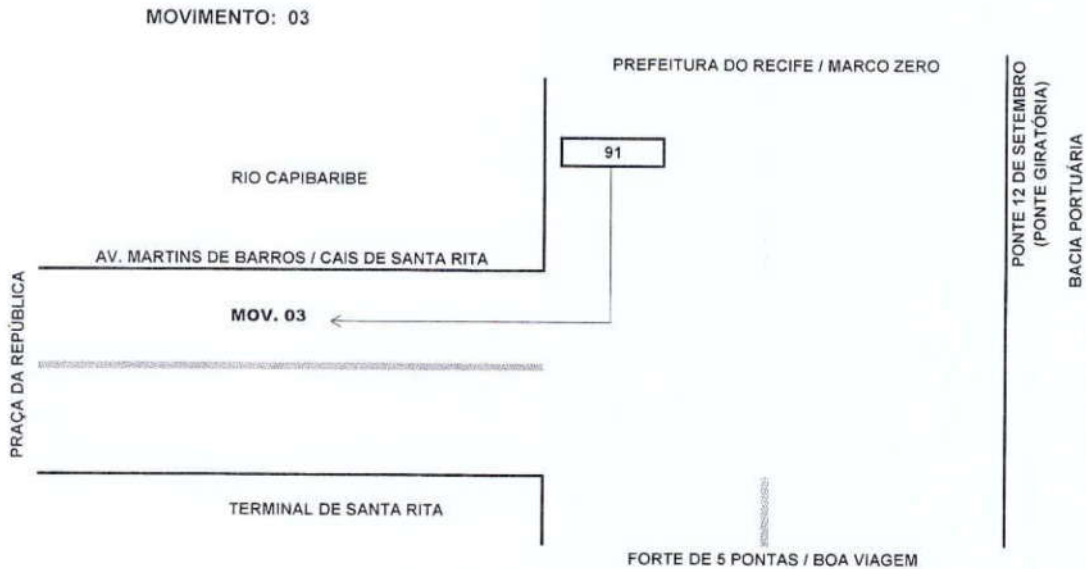 MOVIMENTO: 03
PREFEITURA DO RECIFE / MARCO ZERO
91
RIO CAPIBARIBE
AV. MARTINS DE BARROS / CAIS DE SANTA RITA
MOV. 03
PRAÇA DA REPÚBLICA
TERMINAL DE SANTA RITA
FORTE DE 5 PONTAS / BOA VIAGEM
PONTE 12 DE SETEMBRO
(PONTE GIRATÓRIA)
BACIA PORTUÁRIA